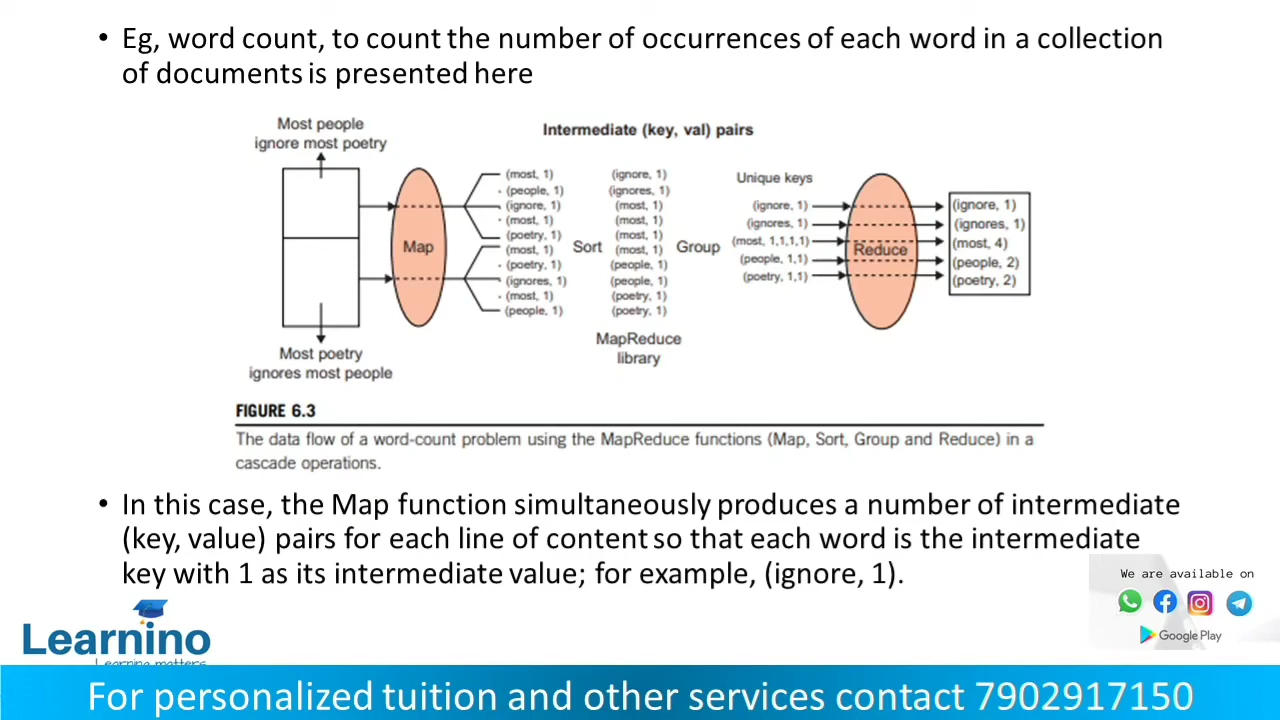 • Eg, word count, to count the number of occurrences of each word in a collection
of documents is presented here
Most people
ignore most poetry
Intermediate (key, val) pairs
Map
(most, 1)
(people, 1)
(ignore, 1)
(most, 1)
(poetry, 1)
(most, 1)
(poetry, 1)
(ignores, 1)
(most, 1)
(people, 1)
Sort
(ignore, 1)
(ignores, 1)
(most, 1)
(most, 1)
(most, 1)
(most, 1)
(people, 1)
(people, 1)
(poetry, 1)
(poetry, 1)
Group
Unique keys
(ignore, 1)
(ignores, 1)
(most, 1,1,1,1)
(people, 1,1)
(poetry, 1,1)
Reduce
(ignore, 1)
(ignores, 1)
(most, 4)
(people, 2)
(poetry, 2)
MapReduce
library
Most poetry
ignores most people
FIGURE 6.3
The data flow of a word-count problem using the MapReduce functions (Map, Sort, Group and Reduce) in a
cascade operations.
• In this case, the Map function simultaneously produces a number of intermediate
(key, value) pairs for each line of content so that each word is the intermediate
key with 1 as its intermediate value; for example, (ignore, 1).
We are available on
Google Play
Learnino
Learning matters
For personalized tuition and other services contact 7902917150